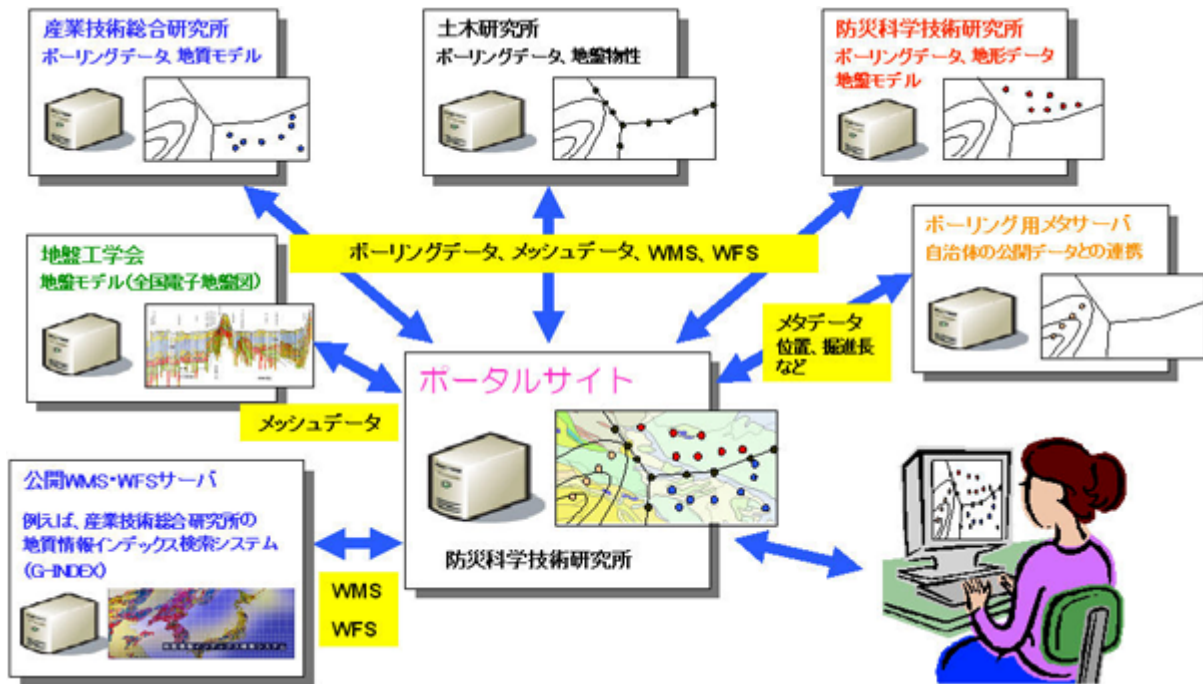 産業技術総合研究所
ボーリングデータ、地質モデル
土木研究所
ボーリングデータ、地盤物性
防災科学技術研究所
ボーリングデータ、地形データ
地盤モデル
ボーリングデータ、メッシュデータ、WMS、WFS
地盤工学会
地盤モデル(全国電子地盤図)
ボーリング用メタサーバ
自治体の公開データとの連携
メタデータ
位置、掘進長
など
メッシュデータ
ポータルサイト
防災科学技術研究所
公開WMS・WFSサーバ
例えば、産業技術総合研究所の
地質情報インデックス検索システム
(G-INDEX)
WMS
WFS